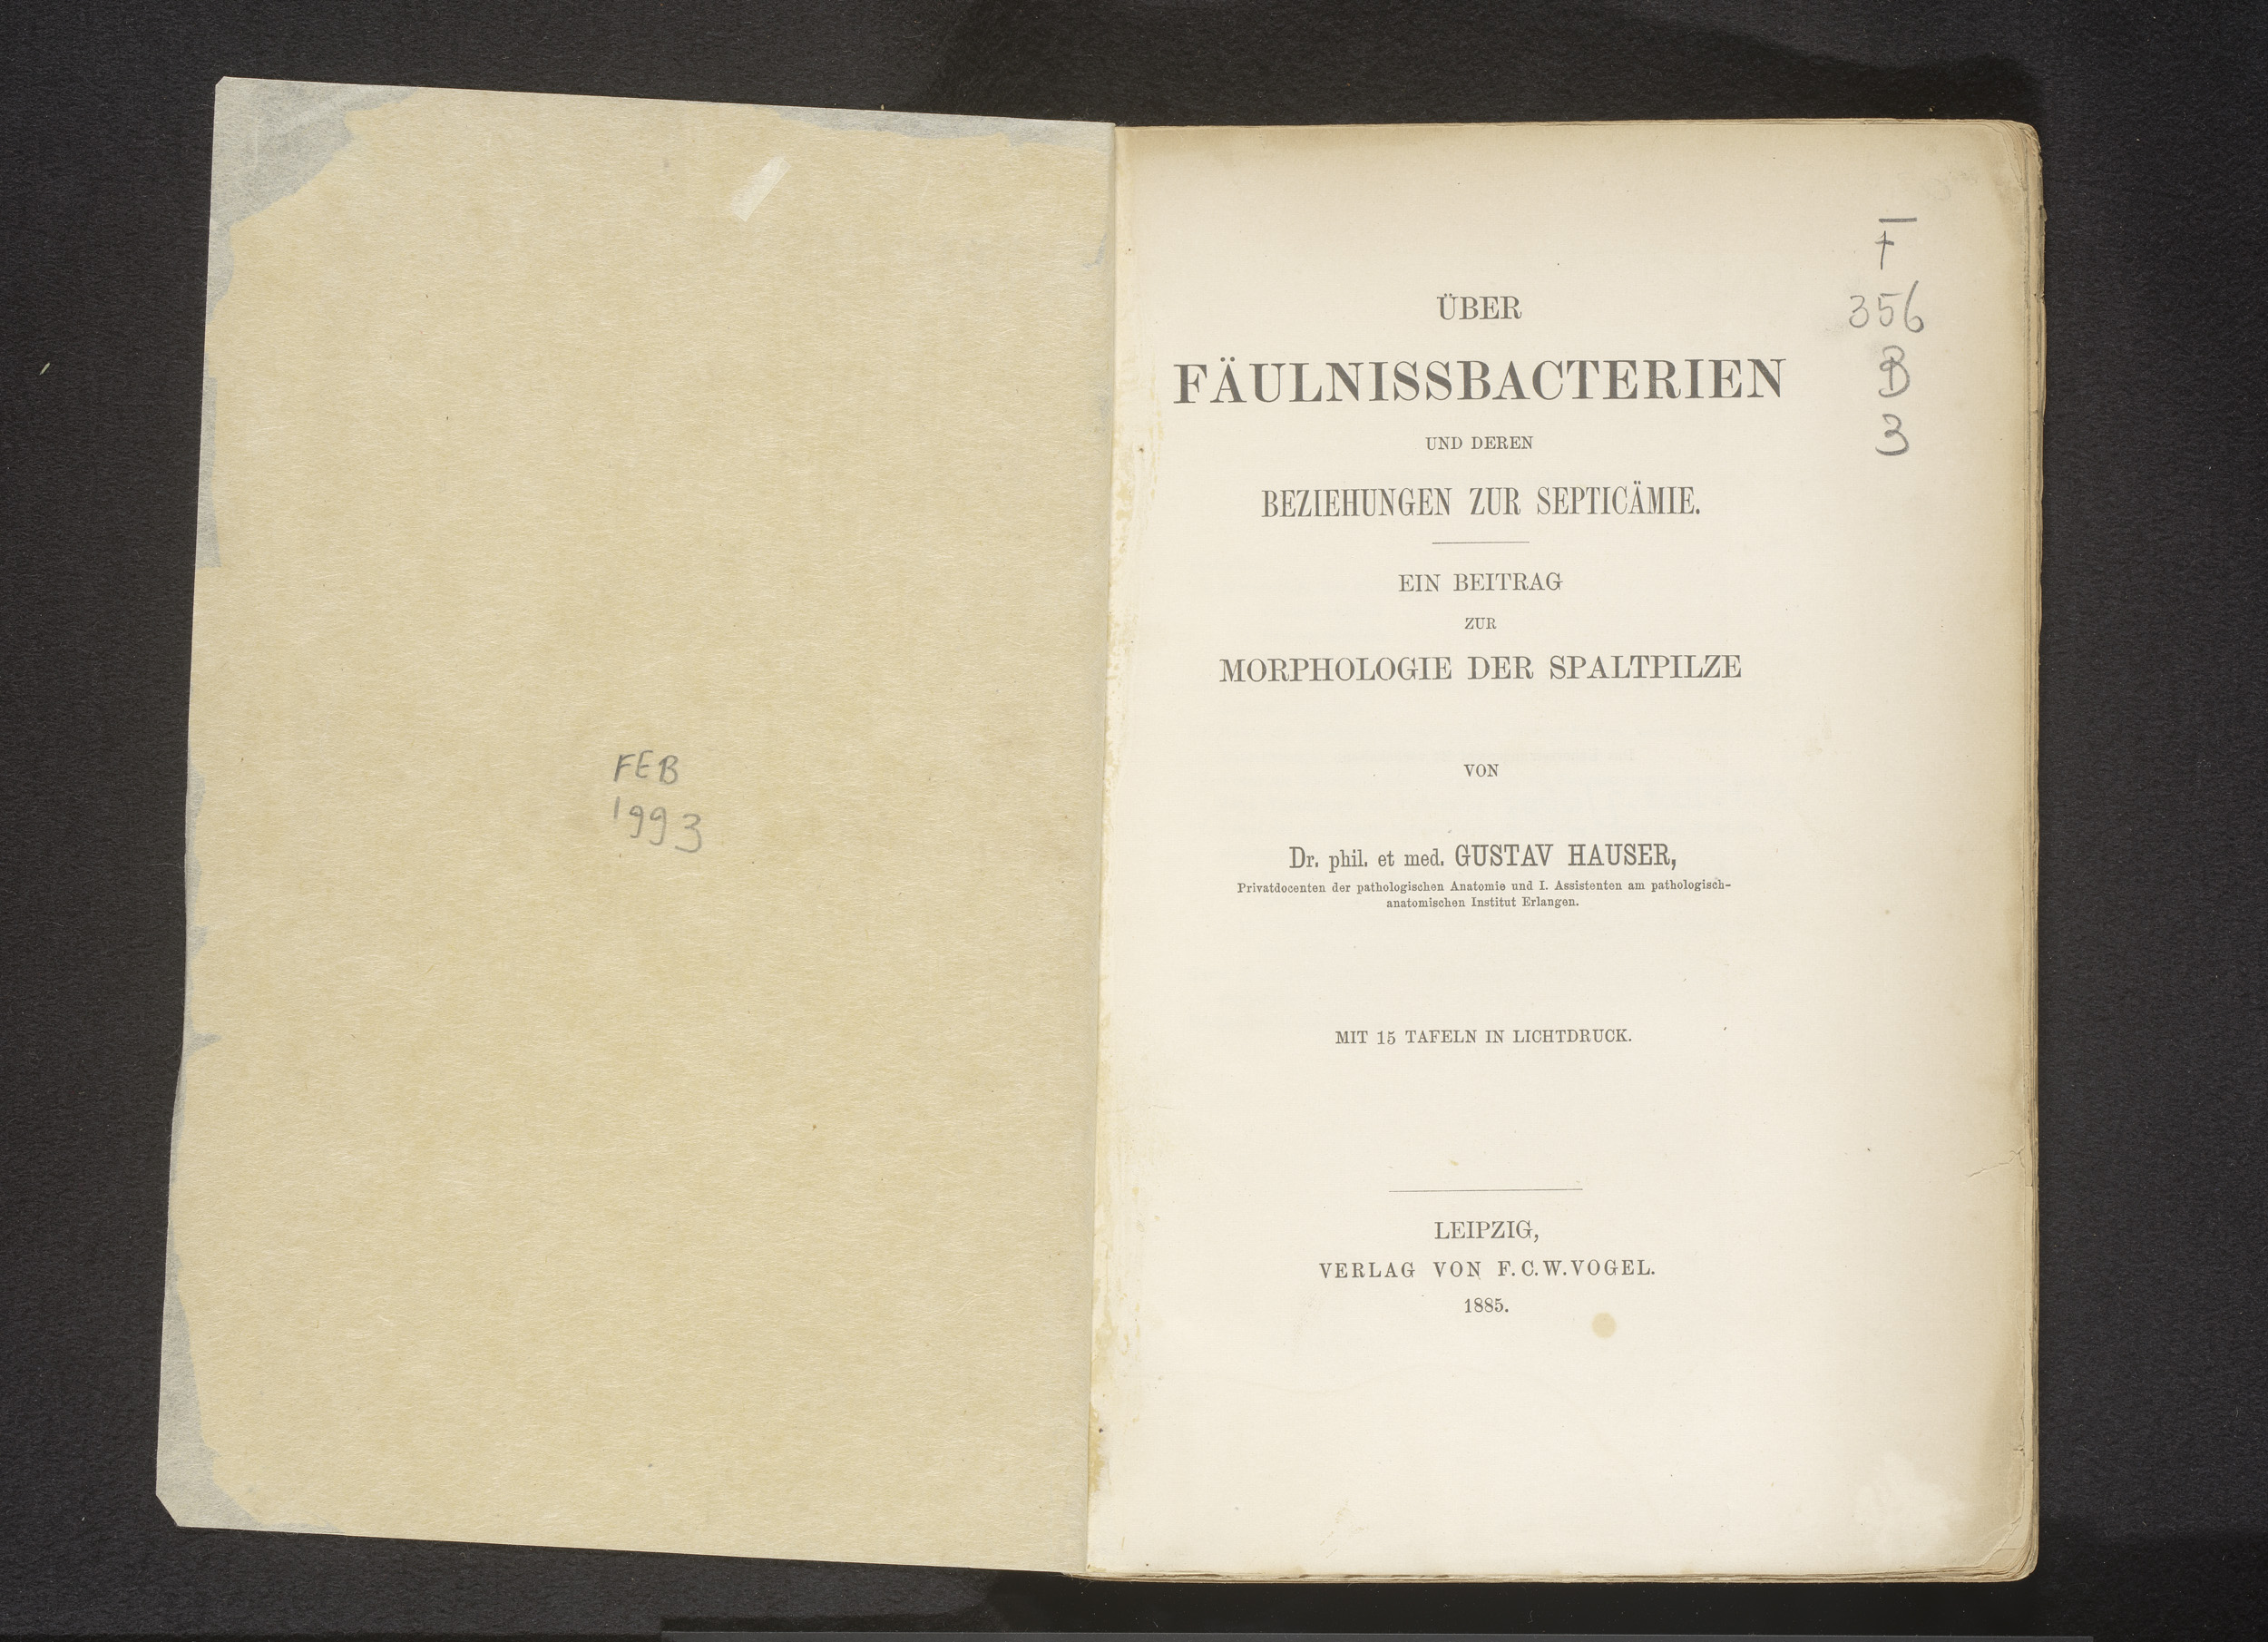 FEB
1993
F
356
B
3
ÜBER
FÄULNISSBACTERIEN
UND DEREN
BEZIEHUNGEN ZUR SEPTICÄMIE.
EIN BEITRAG
ZUR
MORPHOLOGIE DER SPALTPILZE
VON
Dr. phil. et med. GUSTAV HAUSER,
Privatdocenten der pathologischen Anatomie und I. Assistenten am pathologisch-
anatomischen Institut Erlangen.
MIT 15 TAFELN IN LICHTDRUCK.
LEIPZIG,
VERLAG VON F. C. W. VOGEL.
1885.